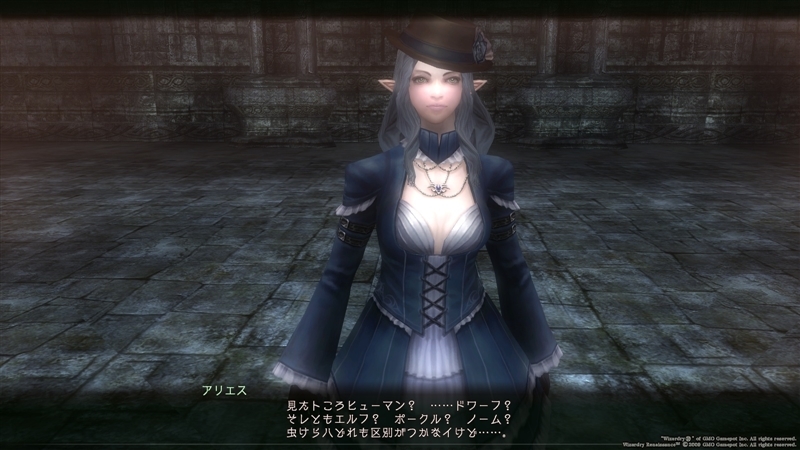 アリエス
見たトころヒューマン？　……ドワーフ？
そレともエルフ？　ポークル？　ノーム？
虫けらハどれも区別がつかなイけど……。
"Wizardry@" of GMO Gamepot Inc. All rights reserved.
Wizardry Renaissance™ ©2009 GMO Gamepot Inc. All rights reserved.